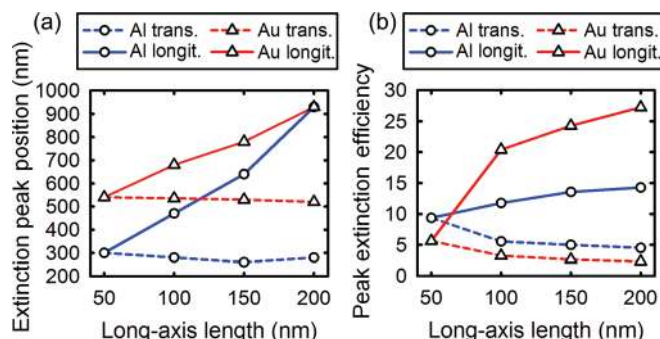 (a)
Al trans. Au trans.
Al longit. Au longit.
Extinction peak position (nm)
1000
900
800
700
600
500
400
300
200
50 100 150 200
Long-axis length (nm)
(b)
Al trans. Au trans.
Al longit. Au longit.
Peak extinction efficiency
30
25
20
15
10
5
0
50 100 150 200
Long-axis length (nm)